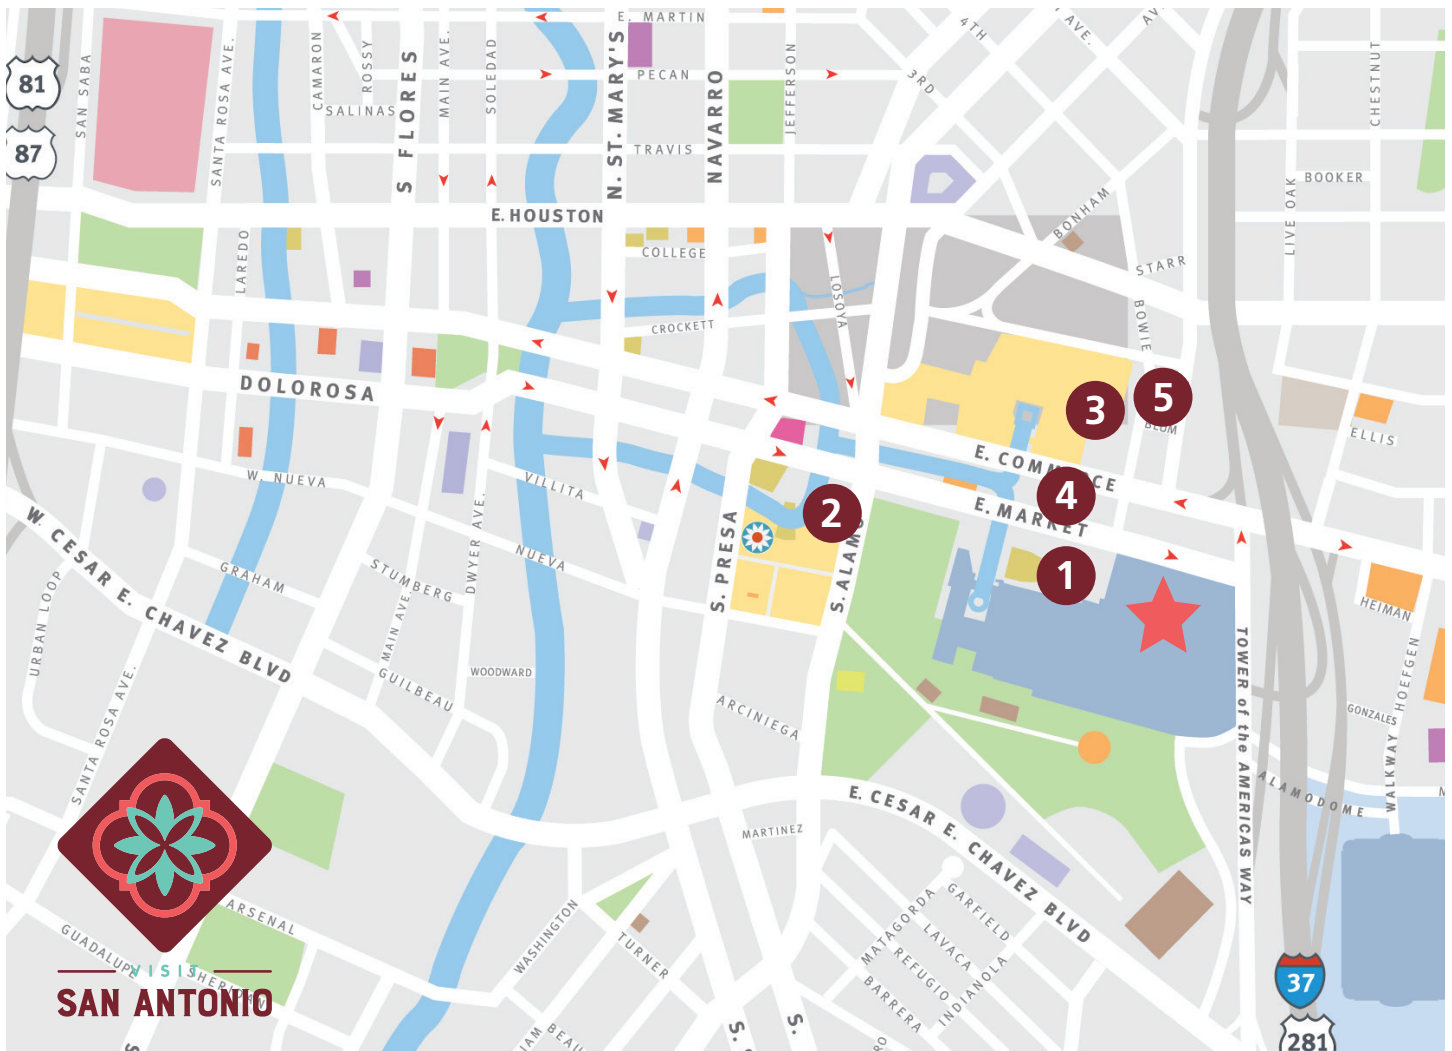 E. MARTIN
4TH
AVE.
AV
81
87
SAN SABA
SANTA ROSA AVE.
CAMARON
ROSSY
S FLORES
MAIN AVE.
SOLEDAD
N. ST. MARY'S
PECAN
NAVARRO
JEFFERSON
3RD
CHESTNUT
SALINAS
TRAVIS
BOOKER
E. HOUSTON
BONHAM
LIVE OAK
LAREDO
COLLEGE
STARR
LOSOYA
BOWIE
CROCKETT
DOLOROSA
3
5
BLUM
ELLIS
E. COMMERCE
4
E. MARKET
W. NUEVA
VILLITA
2
1
S. PRESA
S. ALAMO
W. CESAR E. CHAVEZ BLVD
NUEVA
DWYER AVE.
GRAHAM
STUMBERG
MAIN AVE.
URBAN LOOP
HEIMAN
HOEFGEN
WOODWARD
GUILBEAU
TOWER of the AMERICAS WAY
SANTA ROSA AVE.
ARCINIEGA
GONZALES
WALKWAY
ALAMODOME
M
E. CESAR E. CHAVEZ BLVD
MARTINEZ
ARSENAL
GUADALUPE
SHERIDAN
WASHINGTON
TURNER
MATAGORDA
GARFIELD
LAVACA
REFUGIO
INDIANOLA
BARRERA
VISIT
SAN ANTONIO
37
281
S.
S.
S
BEAU
IAM
RO